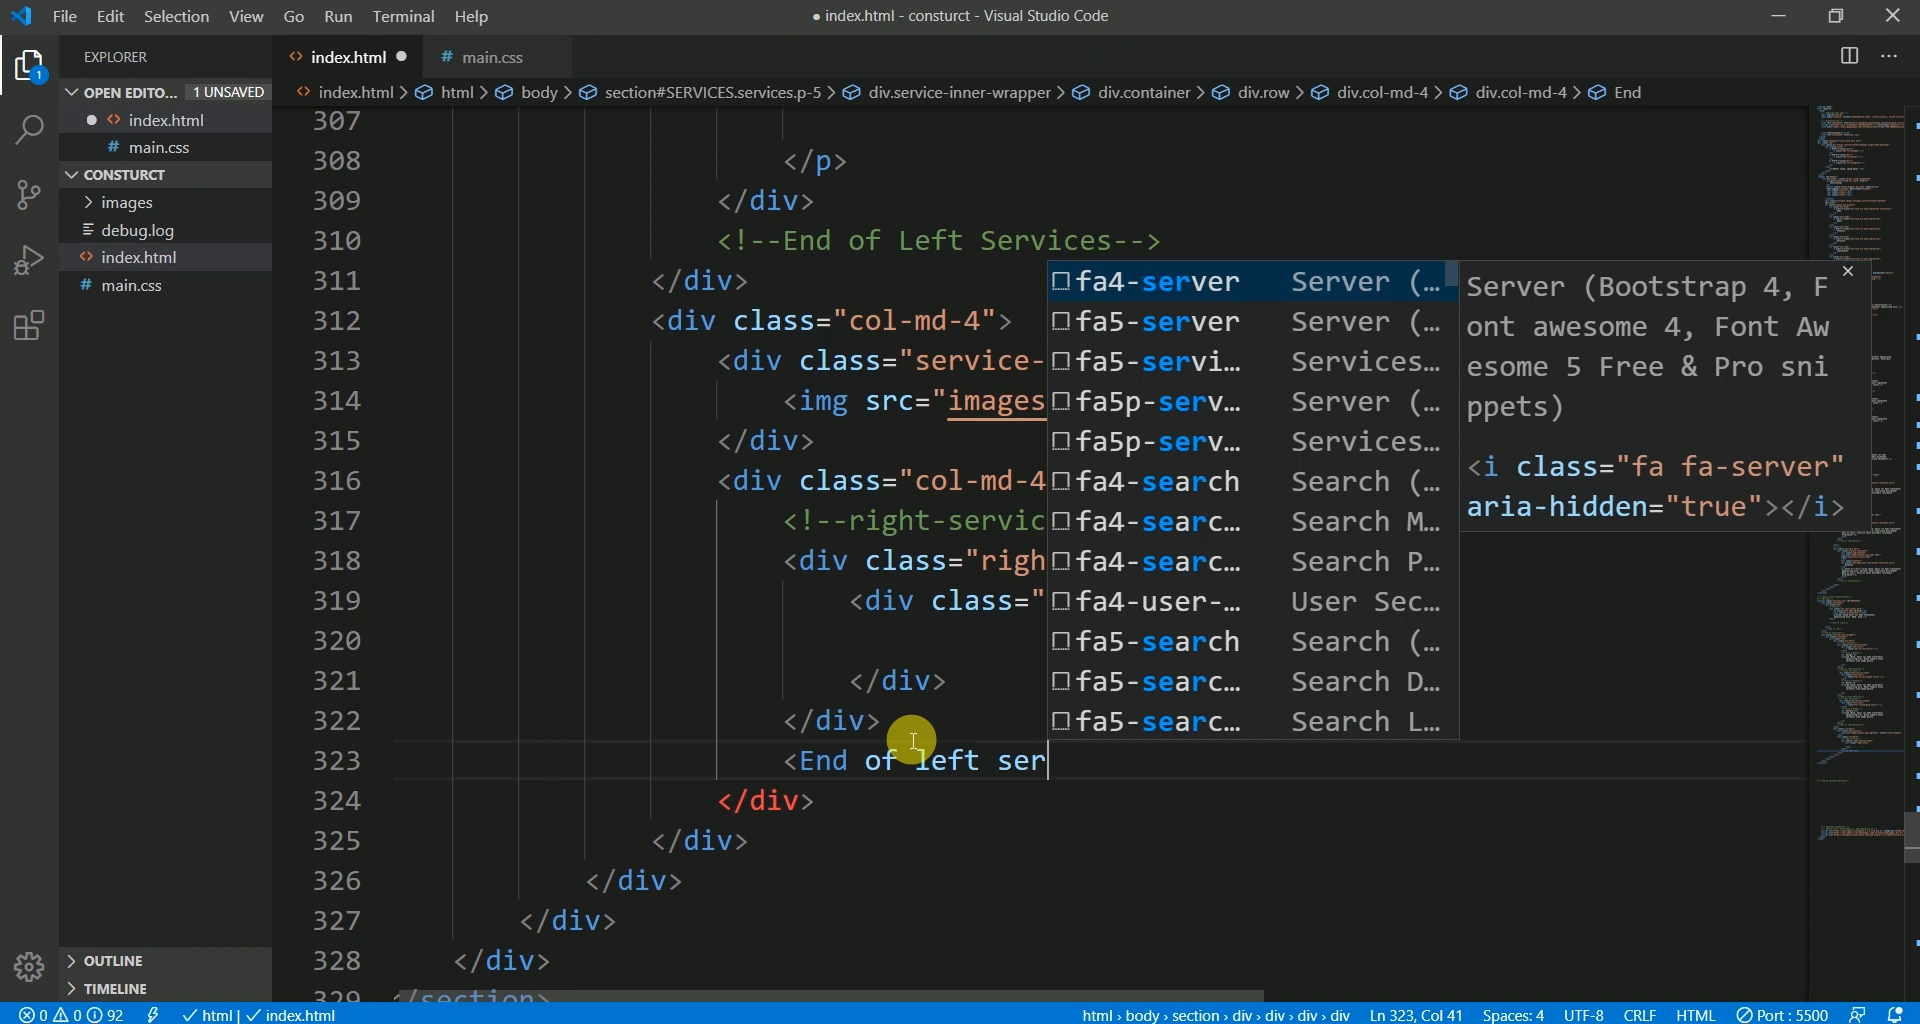 File Edit Selection View Go Run Terminal Help
● index.html - consturct - Visual Studio Code
EXPLORER
OPEN EDITO... 1 UNSAVED
index.html
main.css
CONSTURCT
images
debug.log
index.html
main.css
OUTLINE
TIMELINE
1
index.html
main.css
index.html > html > body > section#SERVICES.services.p-5 > div.service-inner-wrapper > div.container > div.row > div.col-md-4 > div.col-md-4 > End
307
308 </p>
309 </div>
310 <!--End of Left Services-->
311 </div>
312 <div class="col-md-4">
313 <div class="service-
314 <img src="images
315 </div>
316 <div class="col-md-4
317 <!--right-servic
318 <div class="righ
319 <div class="
320
321 </div>
322 </div>
323 <End of left ser
324 </div>
325 </div>
326 </div>
327 </div>
328 </div>
329 </section>
fa4-server Server (...
fa5-server Server (...
fa5-servi... Services...
fa5p-serv... Server (...
fa5p-serv... Services...
fa4-search Search (...
fa4-searc... Search M...
fa4-searc... Search P...
fa4-user-... User Sec...
fa5-search Search (...
fa5-searc... Search D...
fa5-searc... Search L...
Server (Bootstrap 4, F
ont awesome 4, Font Aw
esome 5 Free & Pro sni
ppets)
<i class="fa fa-server"
aria-hidden="true"></i>
0 0 92 html | index.html
html > body > section > div > div > div > div Ln 323, Col 41 Spaces: 4 UTF-8 CRLF HTML Port : 5500